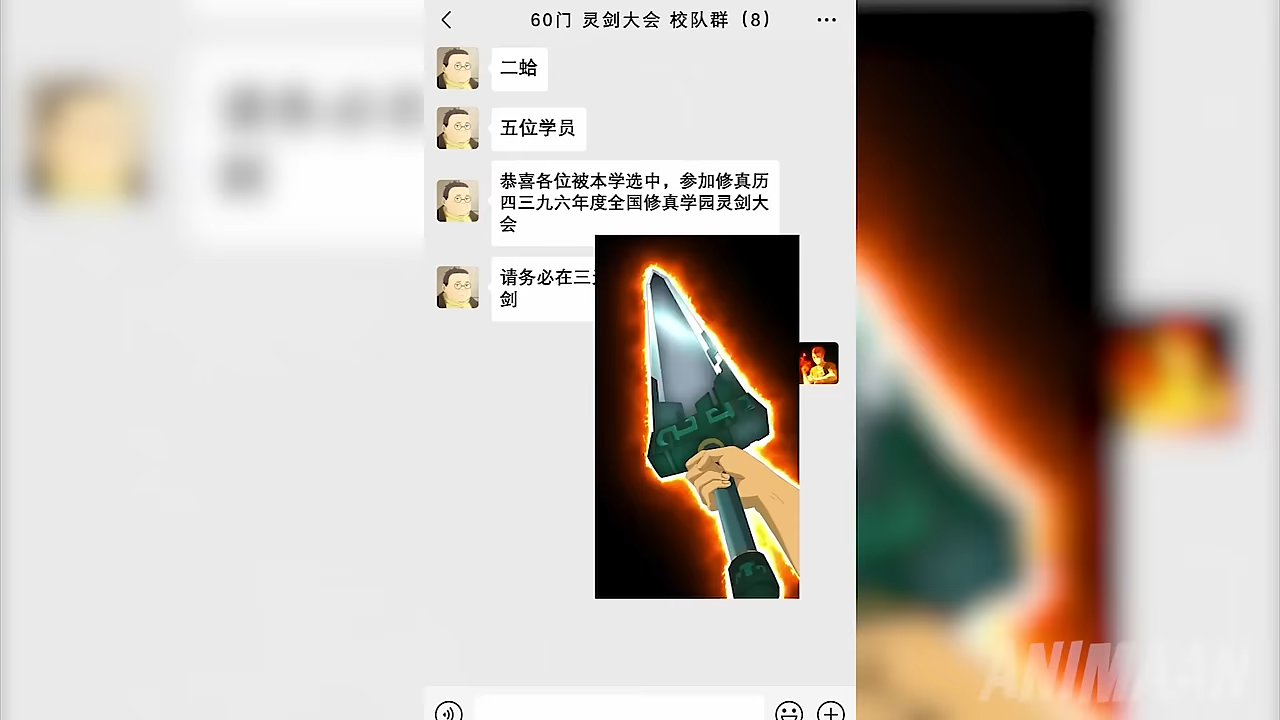 60门 灵剑大会 校队群（8）
二蛤
五位学员
恭喜各位被本学选中，参加修真历
四三九六年度全国修真学园灵剑大
会
请务必在三
剑
ANIMAAN